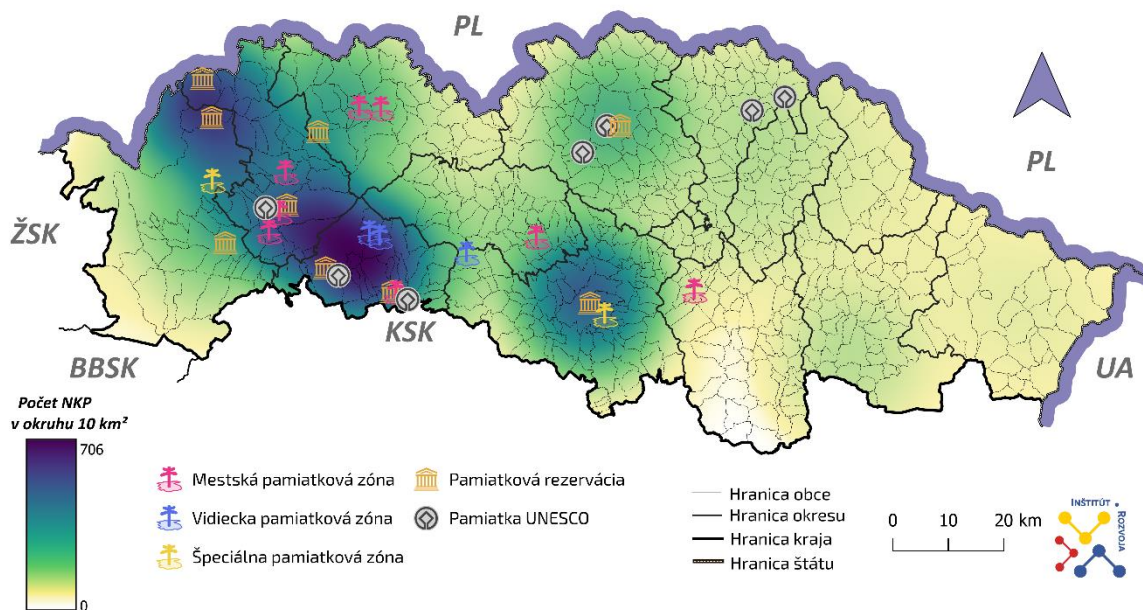 PL
PL
ŽSK
BBSK
KSK
UA
Počet NKP
v okruhu 10 km²
706
0
Mestská pamiatková zóna
Vidiecka pamiatková zóna
Špeciálna pamiatková zóna
Pamiatková rezervácia
Pamiatka UNESCO
Hranica obce
Hranica okresu
Hranica kraja
Hranica štátu
0 10 20 km
INŠTITÚT
ROZVOJA